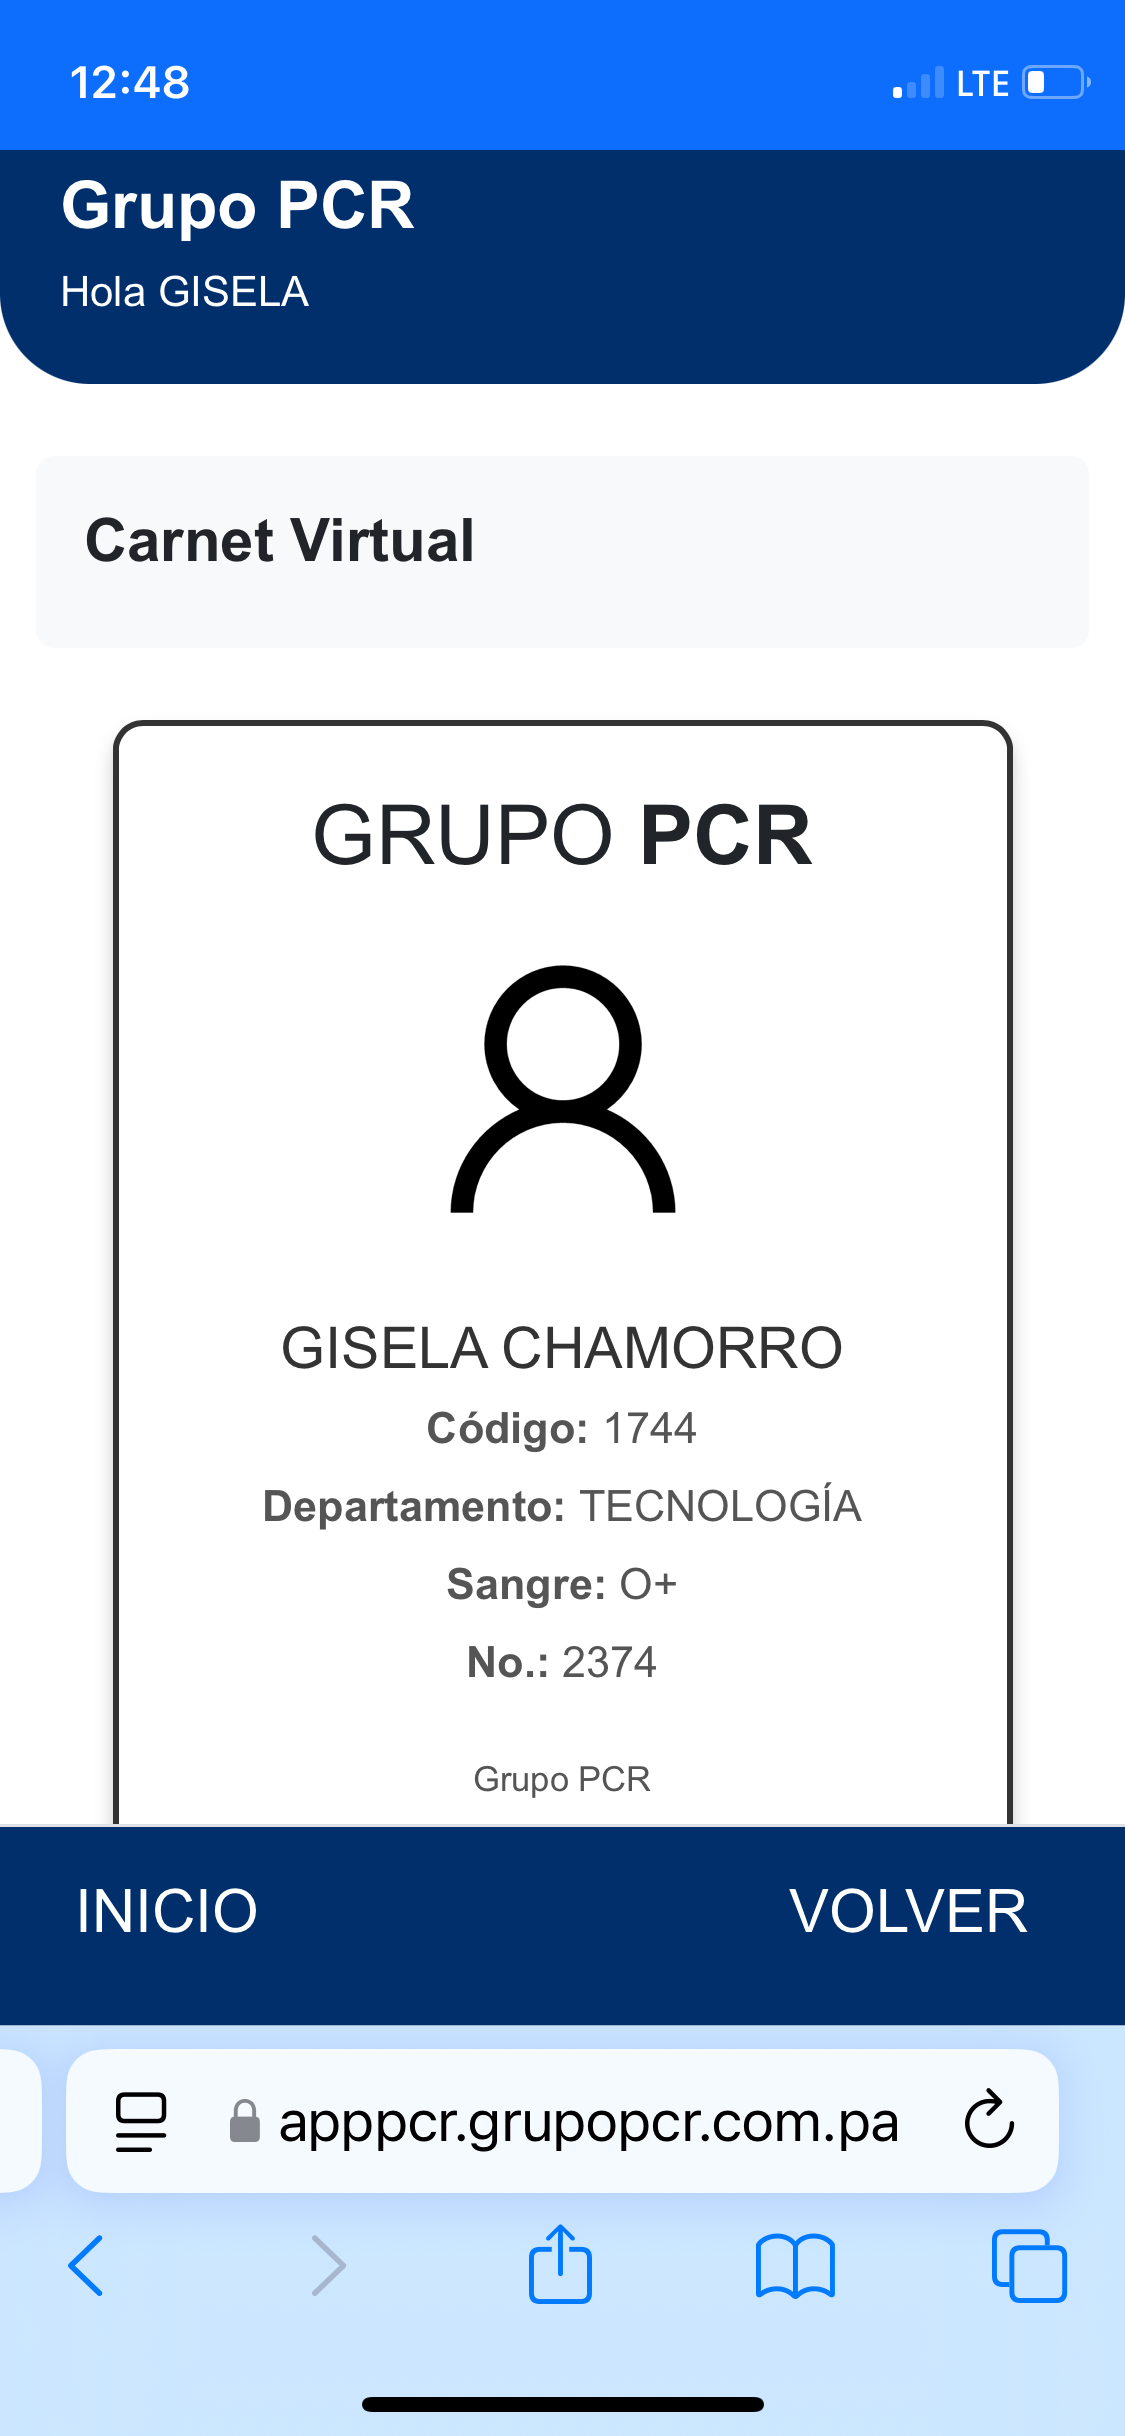 12:48
LTE
Grupo PCR
Hola GISELA
Carnet Virtual
GRUPO PCR
GISELA CHAMORRO
Código: 1744
Departamento: TECNOLOGÍA
Sangre: O+
No.: 2374
Grupo PCR
INICIO
VOLVER
apppcr.grupopcr.com.pa